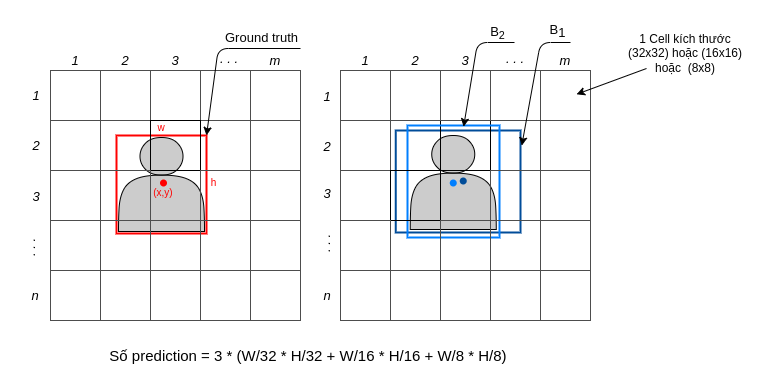 Ground truth
1 2 3 . . . m
1
2
3
. . .
n
w
h
(x,y)
B2
B1
1 2 3 . . . m
1
2
3
. . .
n
1 Cell kích thước
(32x32) hoặc (16x16)
hoặc (8x8)
Số prediction = 3 * (W/32 * H/32 + W/16 * H/16 + W/8 * H/8)